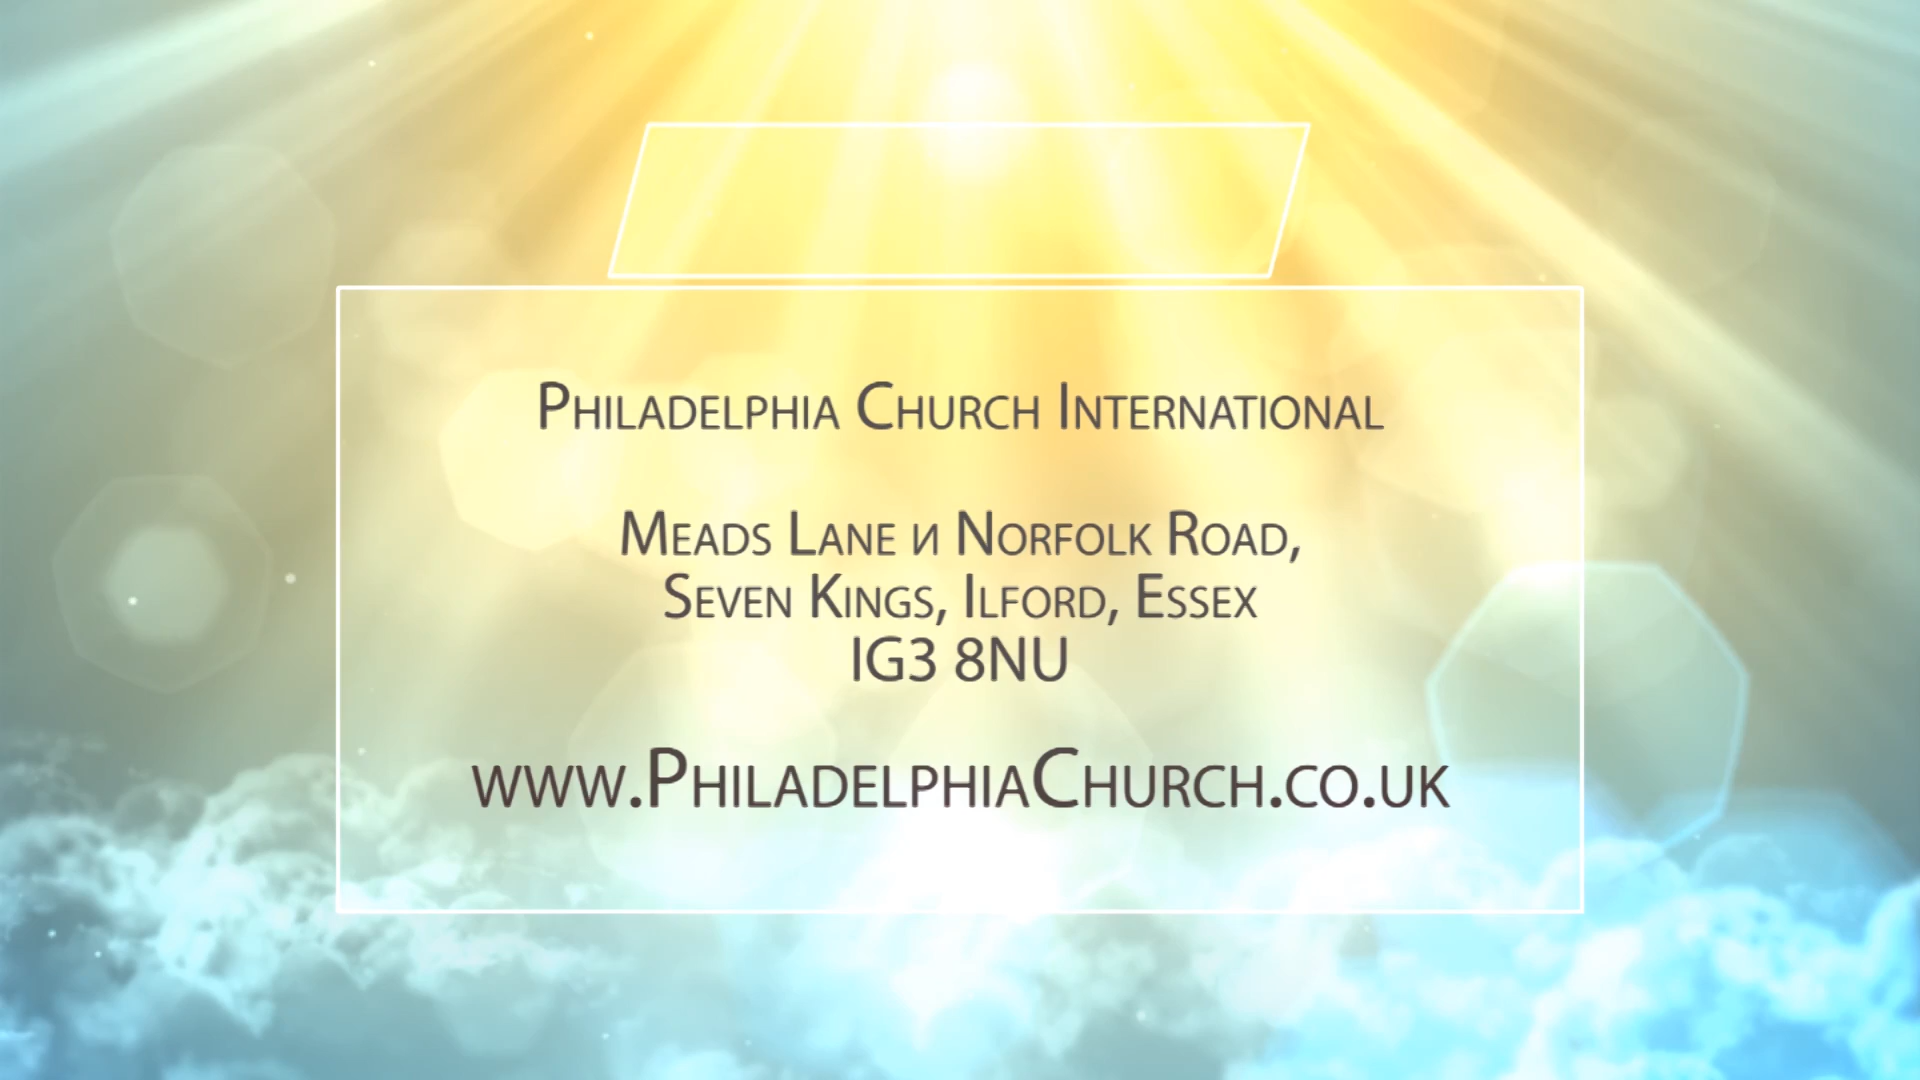 Philadelphia Church International
Meads Lane и Norfolk Road,
Seven Kings, Ilford, Essex
IG3 8NU
www.PhiladelphiaChurch.co.uk